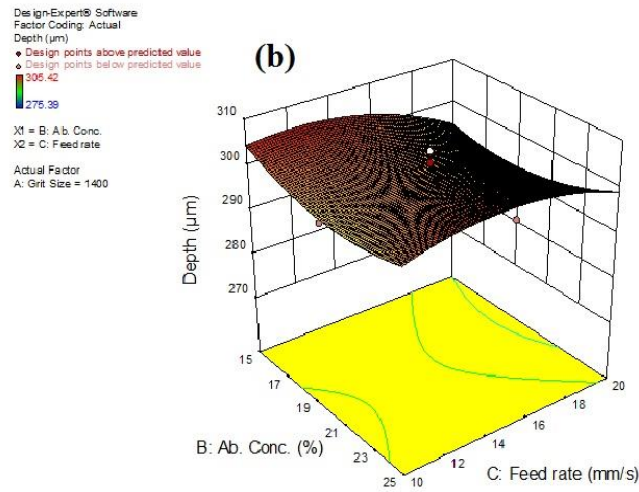 Design-Expert® Software
Factor Coding: Actual
Depth (µm)
Design points above predicted value
Design points below predicted value
305.42
275.39
X1 = B: Ab. Conc.
X2 = C: Feed rate
Actual Factor
A: Grit Size = 1400
(b)
310
300
290
280
270
Depth (µm)
15
17
19
21
23
25
B: Ab. Conc. (%)
10
12
14
16
18
20
C: Feed rate (mm/s)